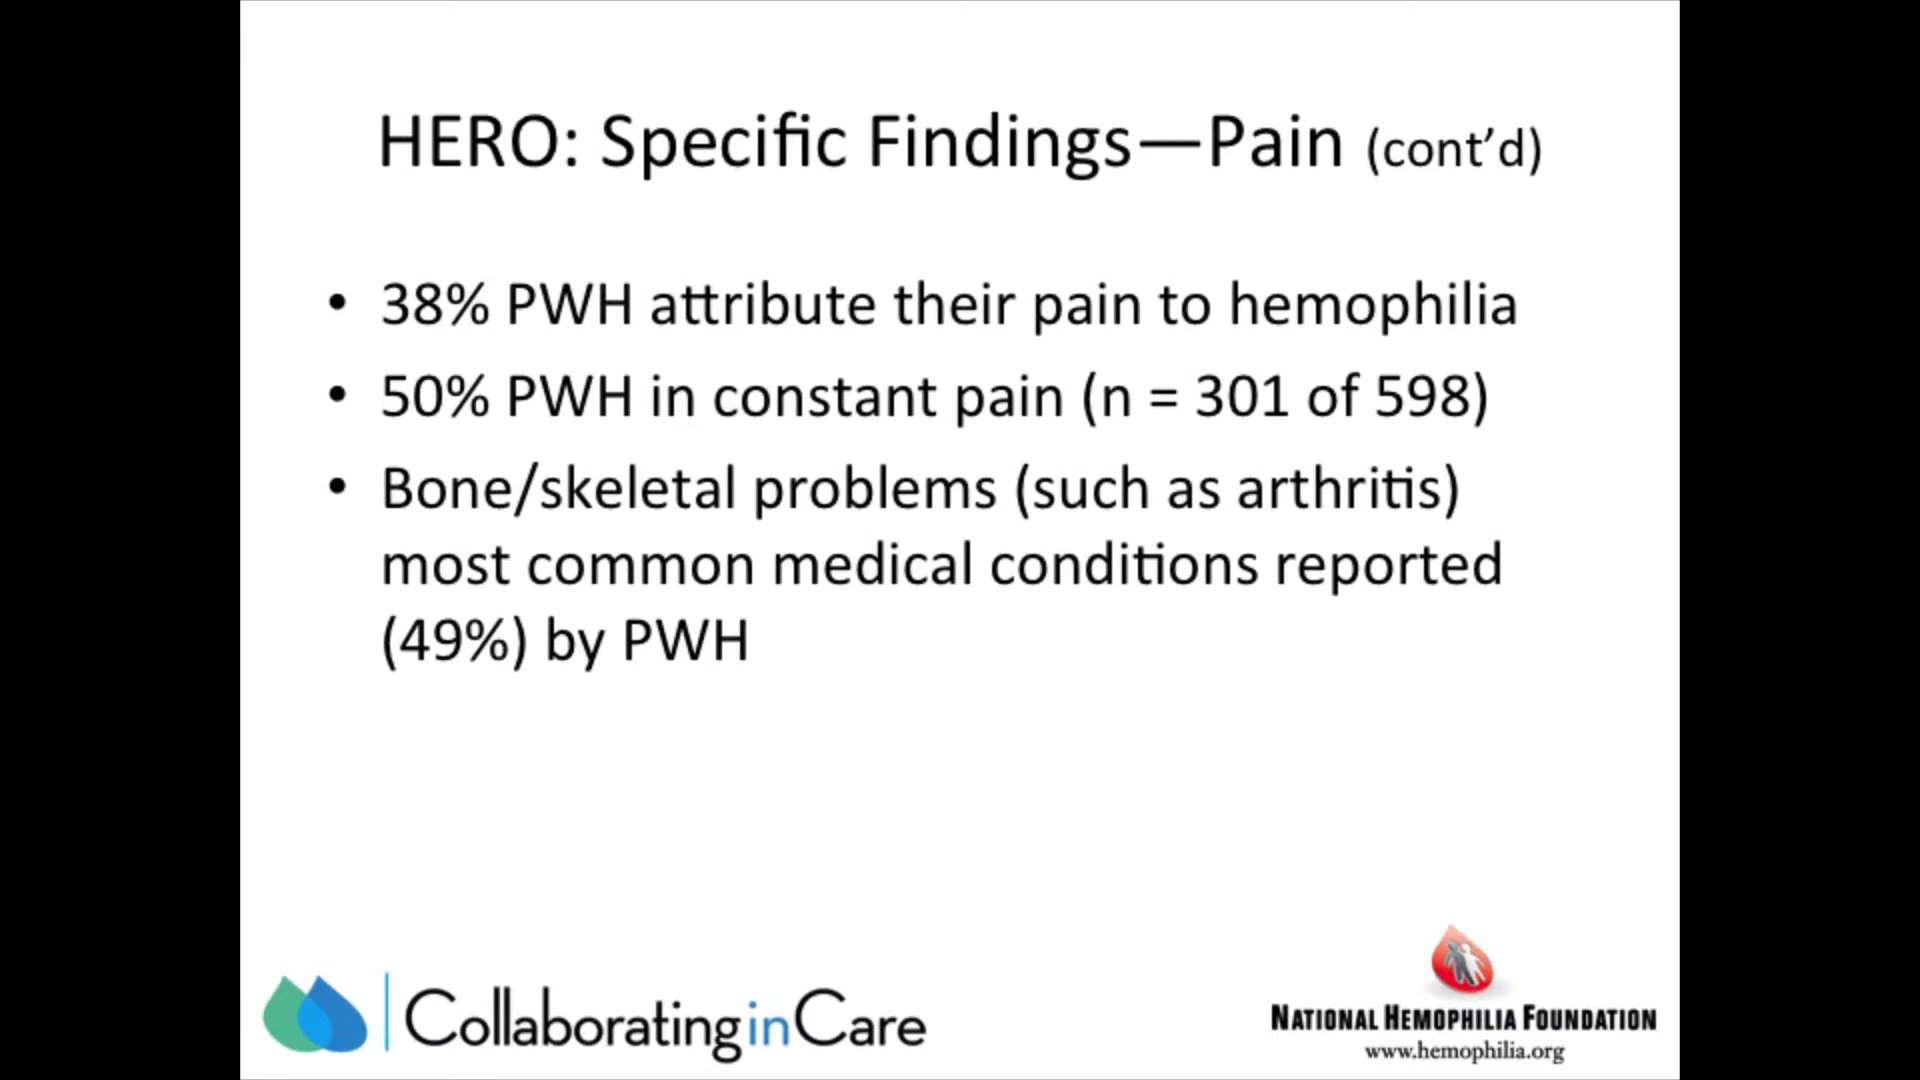 HERO: Specific Findings—Pain (cont’d)
• 38% PWH attribute their pain to hemophilia
• 50% PWH in constant pain (n = 301 of 598)
• Bone/skeletal problems (such as arthritis)
most common medical conditions reported
(49%) by PWH
CollaboratinginCare
NATIONAL HEMOPHILIA FOUNDATION
www.hemophilia.org